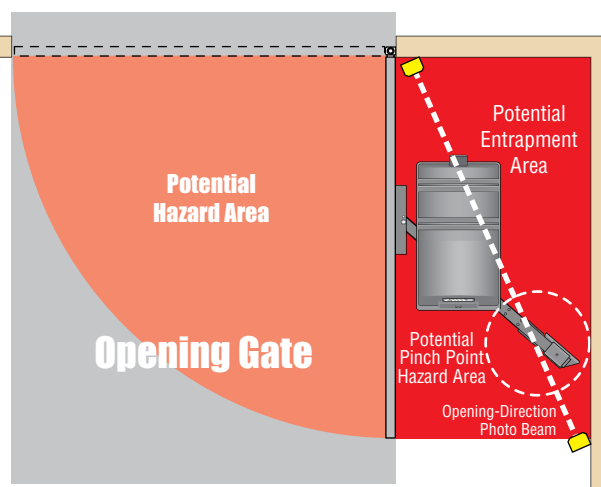 Potential
Entrapment
Area
Potential
Hazard Area
Opening Gate
Potential
Pinch Point
Hazard Area
Opening-Direction
Photo Beam